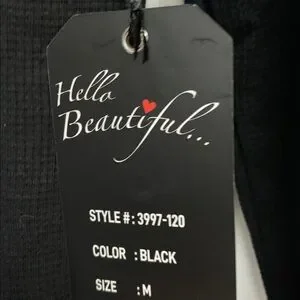 Hello
Beautiful...
STYLE #: 3997-120
COLOR : BLACK
SIZE : M